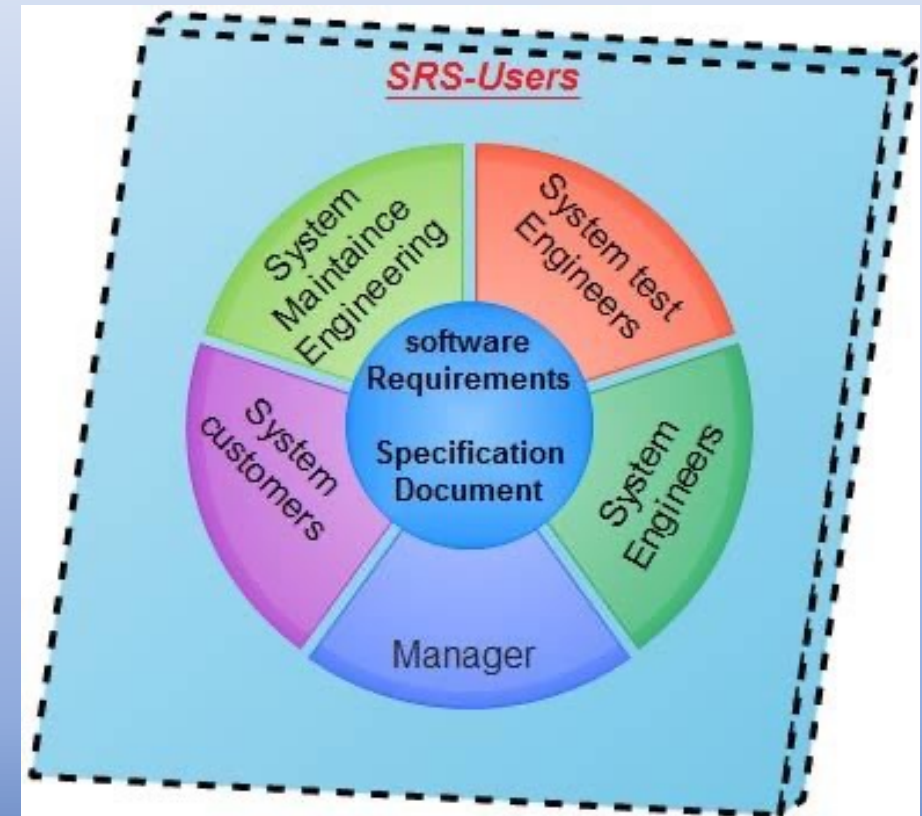 SRS-Users
System
Maintaince
Engineering
System test
Engineers
software
Requirements
Specification
Document
System
customers
System
Engineers
Manager